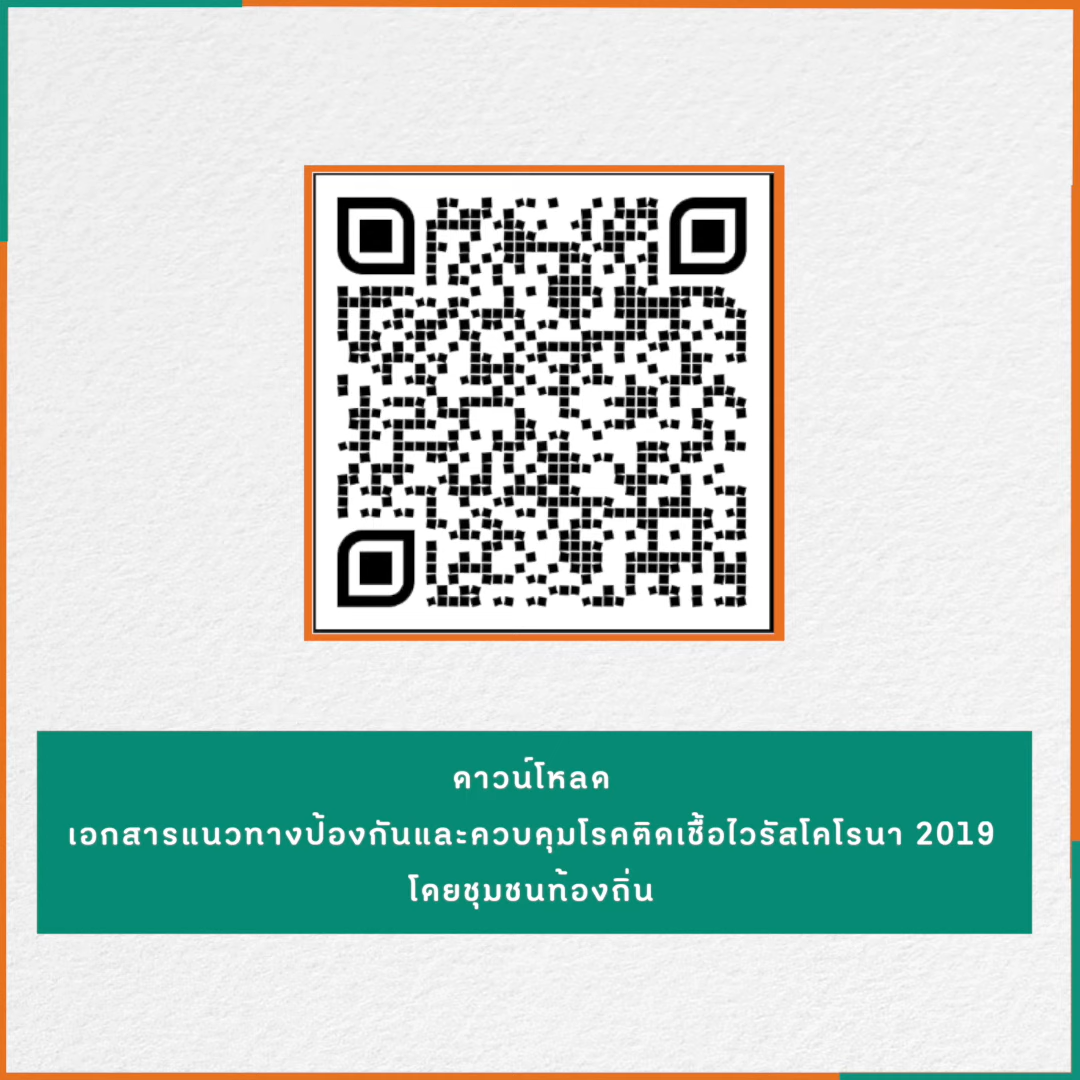 ดาวน์โหลด
เอกสารแนวทางป้องกันและควบคุมโรคติดเชื้อไวรัสโคโรนา 2019
โดยชุมชนท้องถิ่น